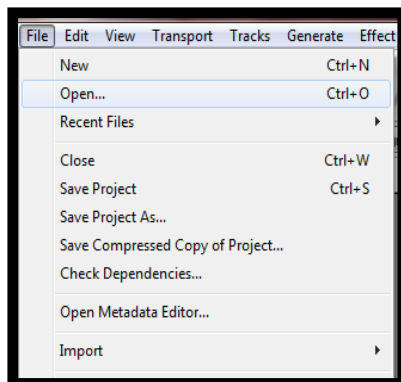 File Edit View Transport Tracks Generate Effect
New Ctrl+N
Open... Ctrl+O
Recent Files
Close Ctrl+W
Save Project Ctrl+S
Save Project As...
Save Compressed Copy of Project...
Check Dependencies...
Open Metadata Editor...
Import